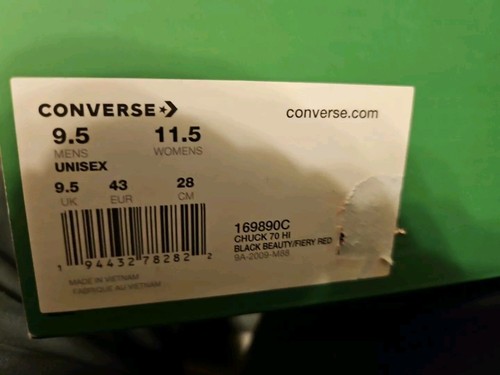 CONVERSE
converse.com
9.5 11.5
MENS WOMENS
UNISEX
9.5 43 28
UK EUR CM
169890C
CHUCK 70 HI
BLACK BEAUTY/FIERY RED
9A-2009-M88
1 94432 78282 2
MADE IN VIETNAM
FABRIQUE AU VIETNAM